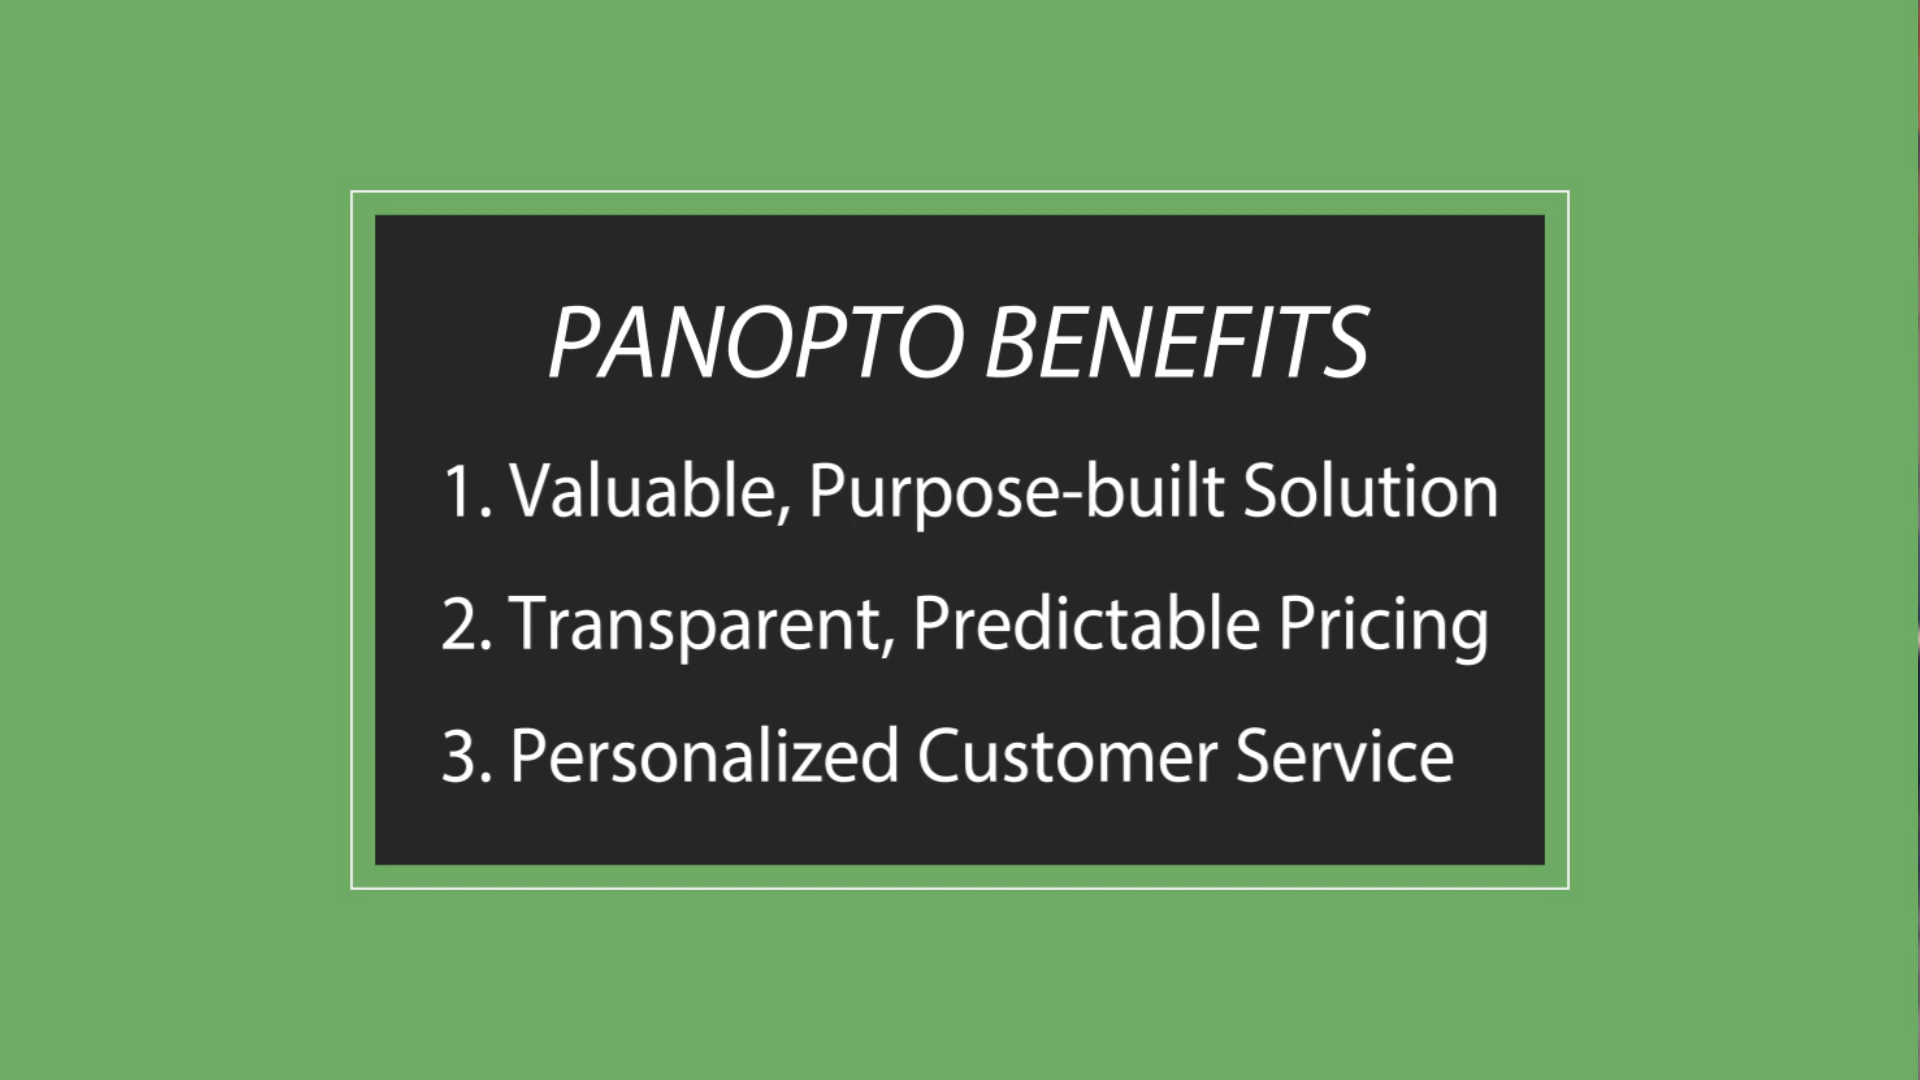 PANOPTO BENEFITS
1. Valuable, Purpose-built Solution
2. Transparent, Predictable Pricing
3. Personalized Customer Service